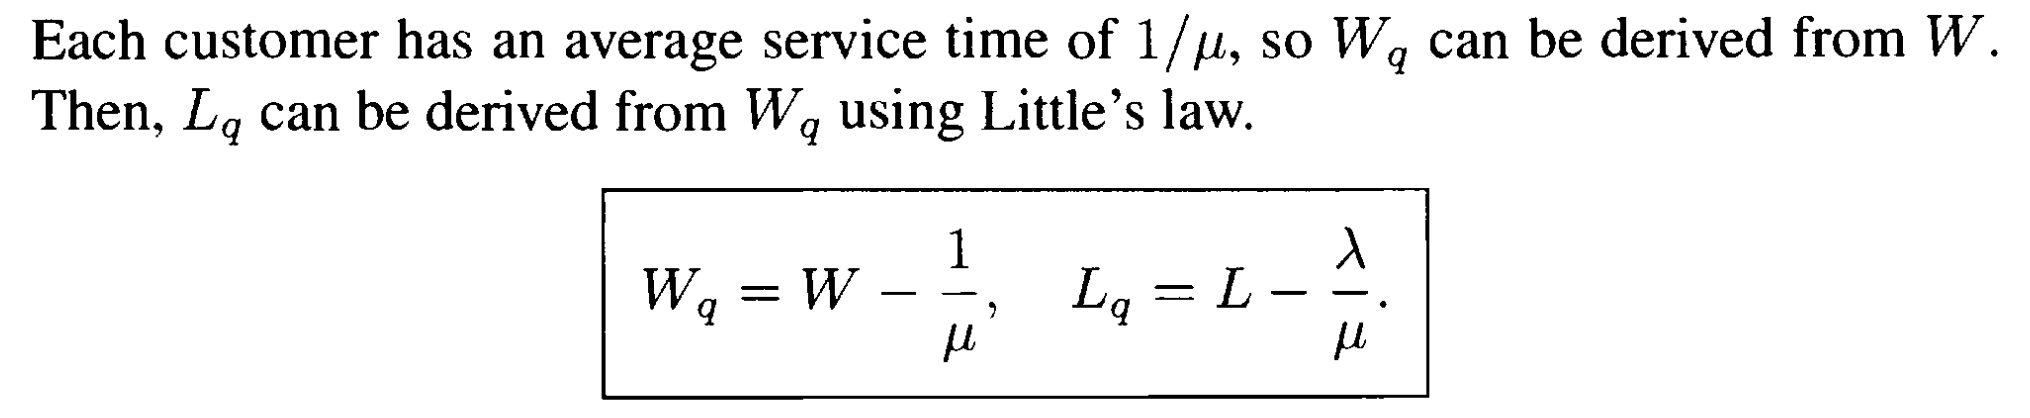 Each customer has an average service time of 1/μ, so W_q can be derived from W.
Then, L_q can be derived from W_q using Little's law.
W_q = W − 1/μ, L_q = L − λ/μ.